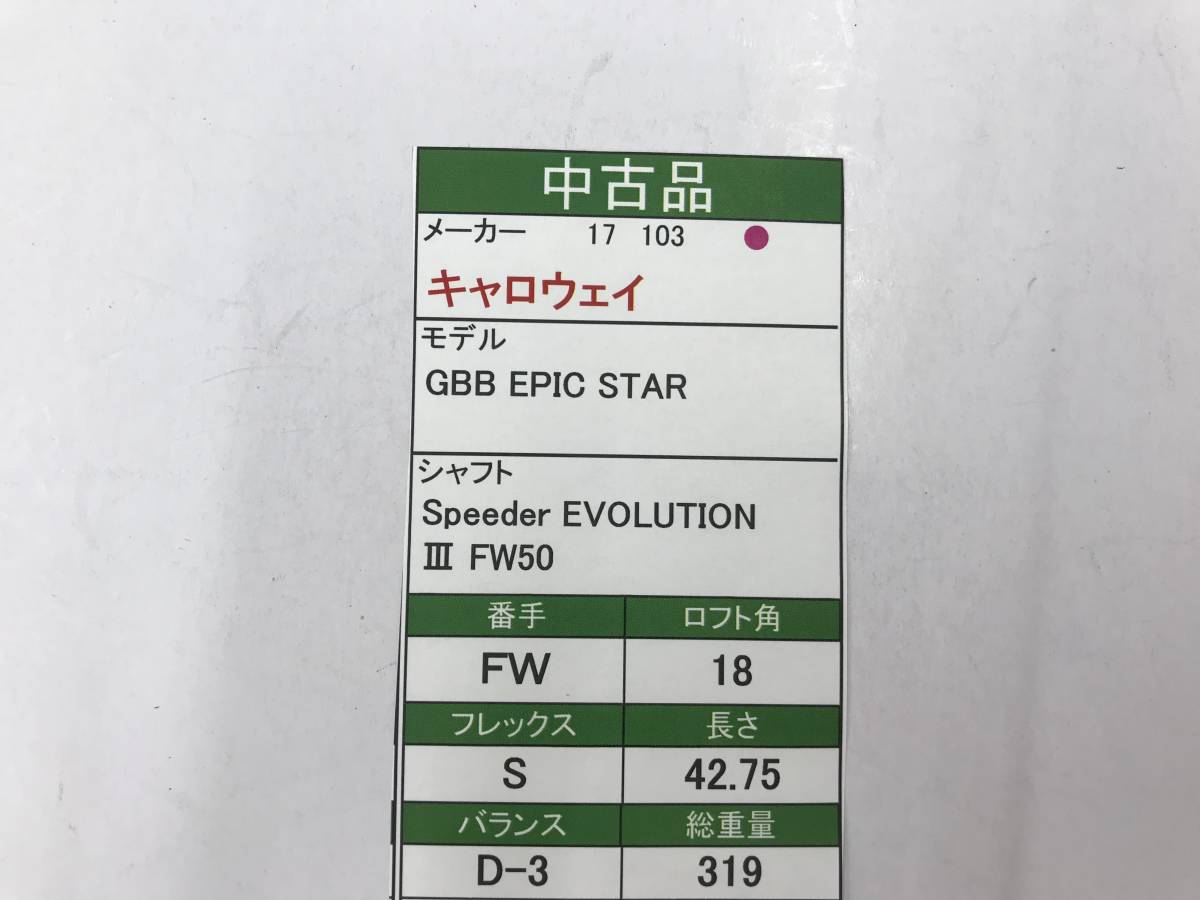 中古品
メーカー 17 103
キャロウェイ
モデル
GBB EPIC STAR
シャフト
Speeder EVOLUTION
Ⅲ FW50
番手 ロフト角
FW 18
フレックス 長さ
S 42.75
バランス 総重量
D-3 319